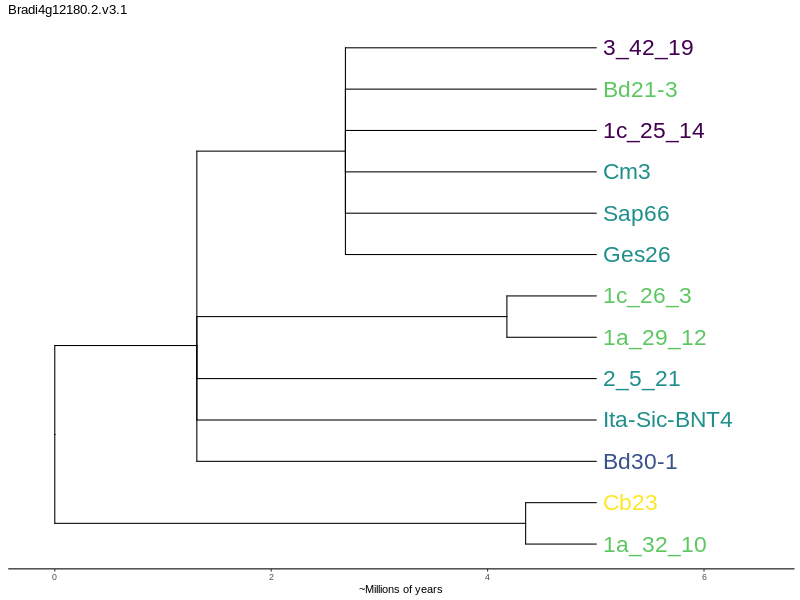 Bradi4g12180.2.v3.1
3_42_19
Bd21-3
1c_25_14
Cm3
Sap66
Ges26
1c_26_3
1a_29_12
2_5_21
Ita-Sic-BNT4
Bd30-1
Cb23
1a_32_10
0 2 4 6
~Millions of years